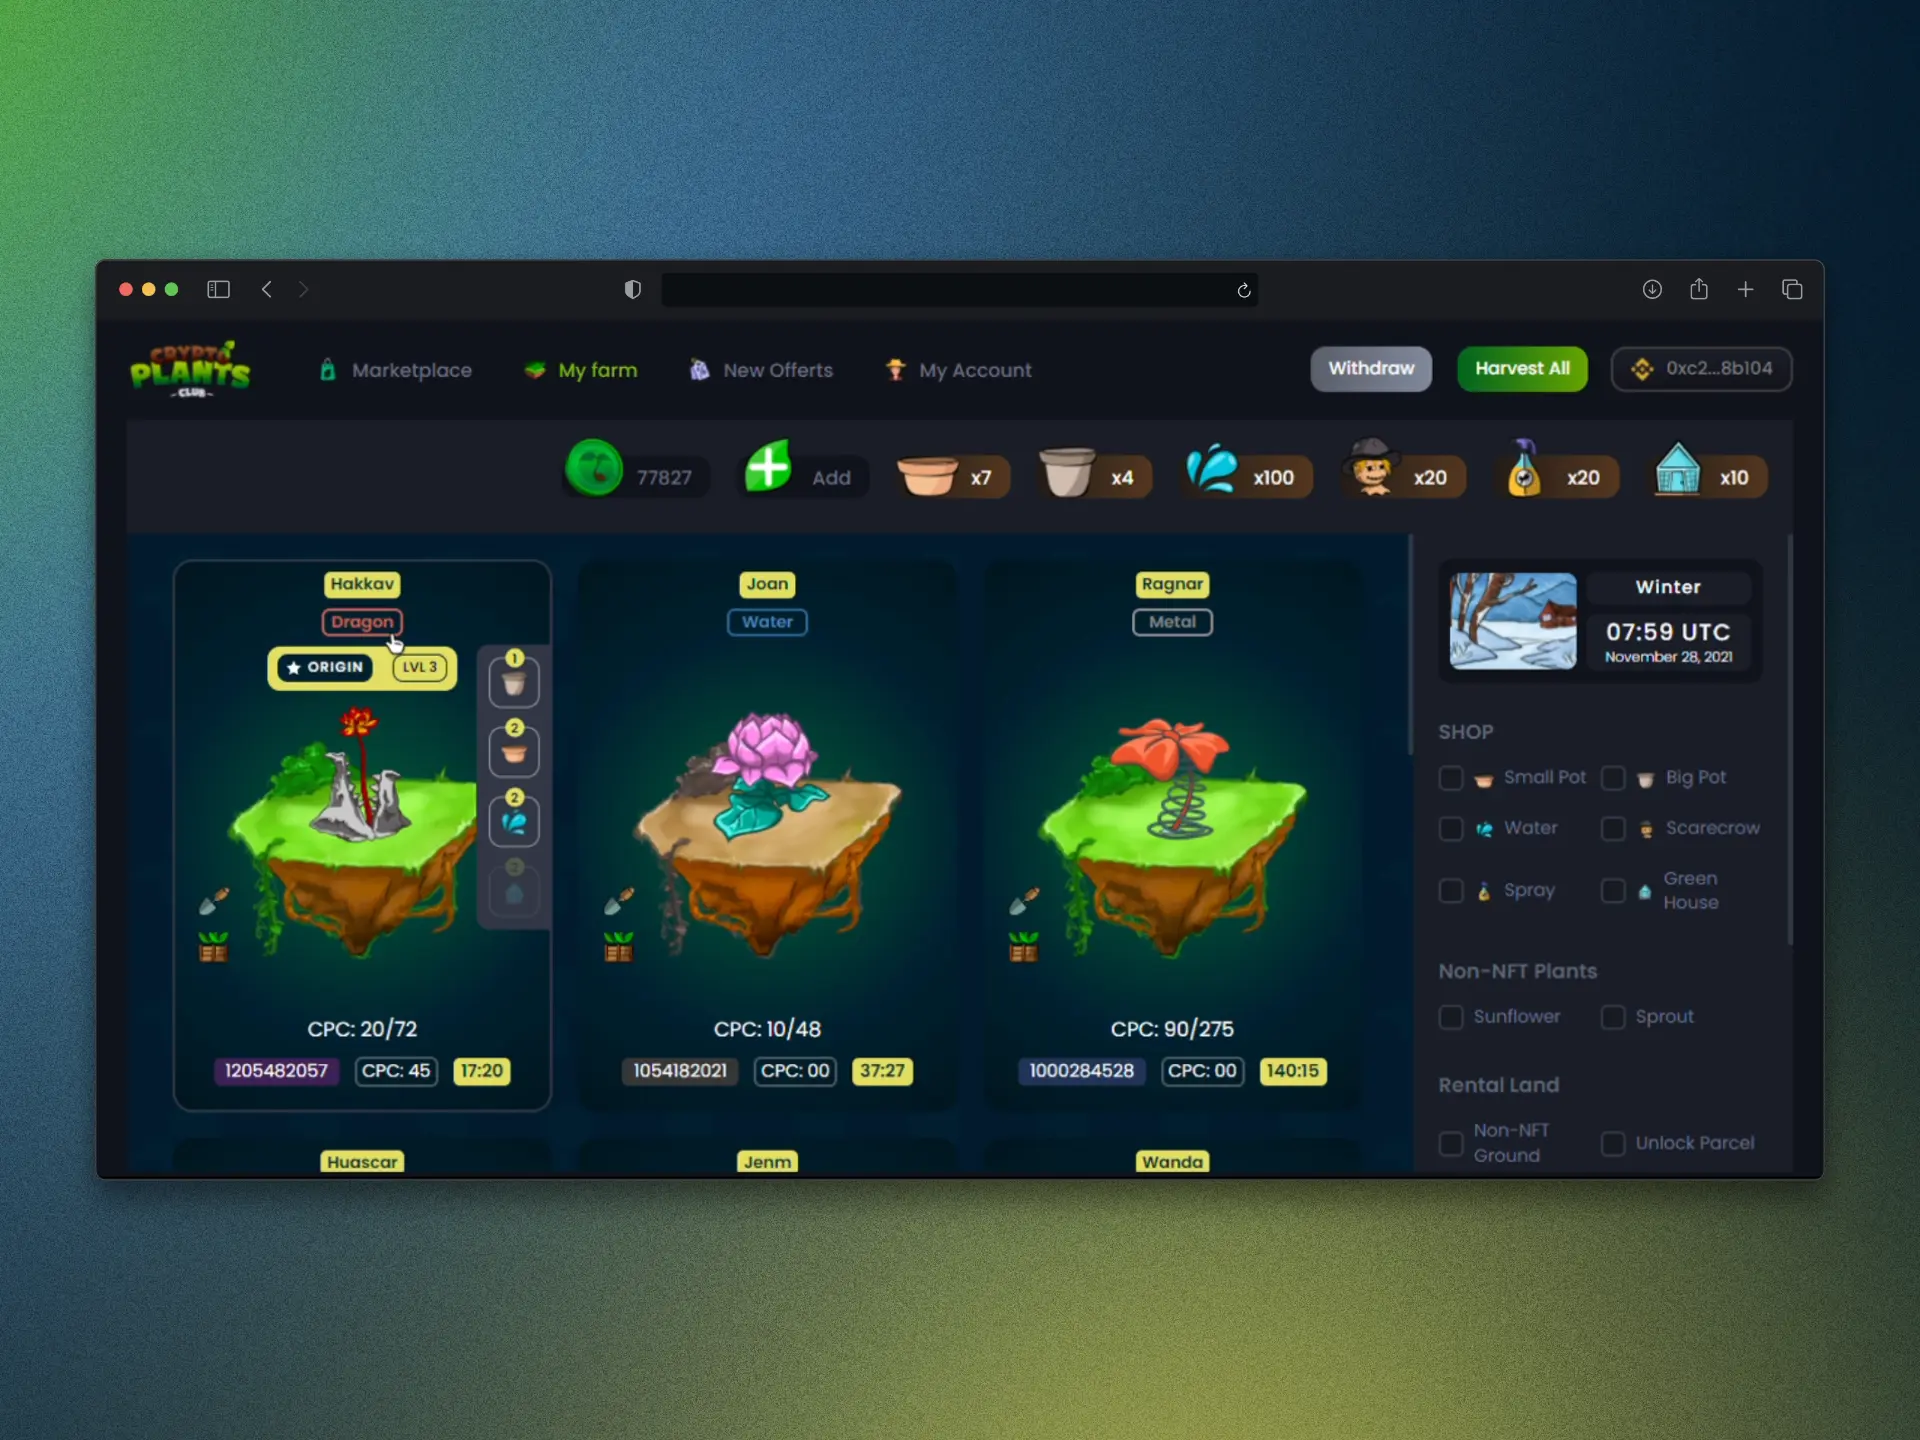 CRYPTO
PLANTS
-CLUB-
Marketplace
My farm
New Offerts
My Account
Withdraw
Harvest All
0xc2...8b104
77827
Add
x7
x4
x100
x20
x20
x10
Hakkav
Dragon
ORIGIN
LVL 3
1
2
2
CPC: 20/72
1205482057
CPC: 45
17:20
Joan
Water
CPC: 10/48
1054182021
CPC: 00
37:27
Ragnar
Metal
CPC: 90/275
1000284528
CPC: 00
140:15
Huascar
Jenm
Wanda
Winter
07:59 UTC
November 28, 2021
SHOP
Small Pot
Big Pot
Water
Scarecrow
Spray
Green
House
Non-NFT Plants
Sunflower
Sprout
Rental Land
Non-NFT
Ground
Unlock Parcel